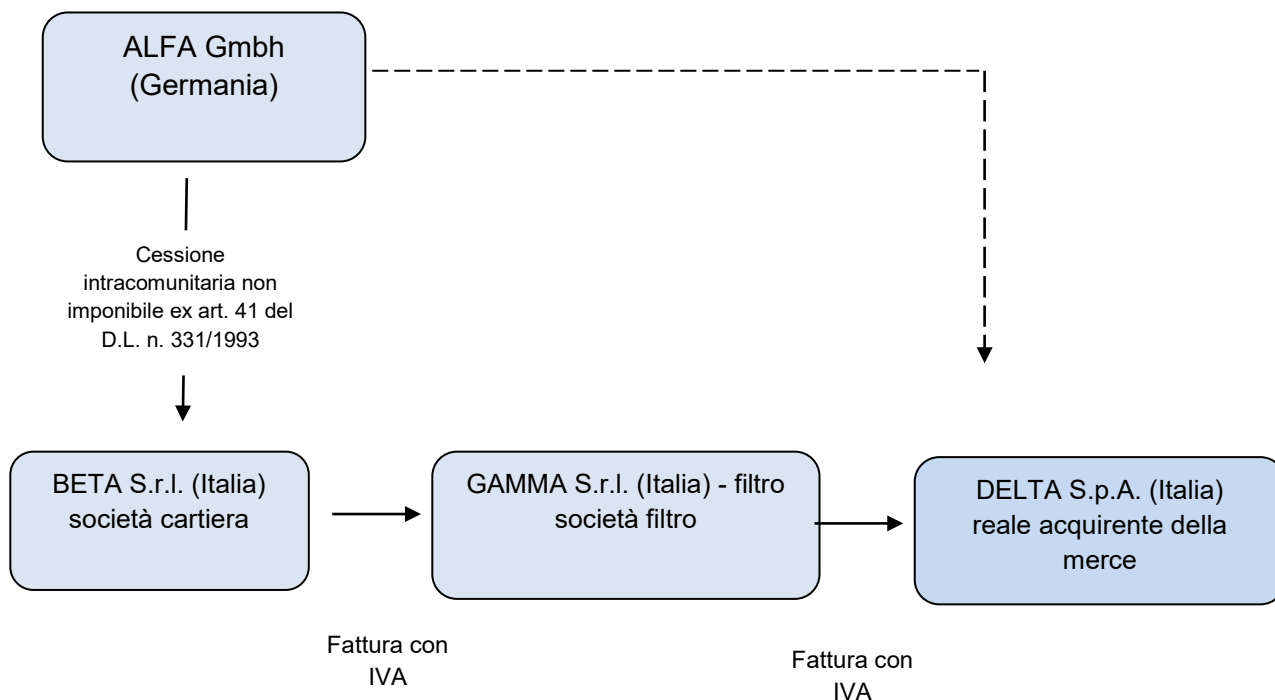 ALFA Gmbh
(Germania)
Cessione
intracomunitaria non
imponibile ex art. 41 del
D.L. n. 331/1993
BETA S.r.l. (Italia)
società cartiera
GAMMA S.r.l. (Italia) - filtro
società filtro
DELTA S.p.A. (Italia)
reale acquirente della
merce
Fattura con
IVA
Fattura con
IVA